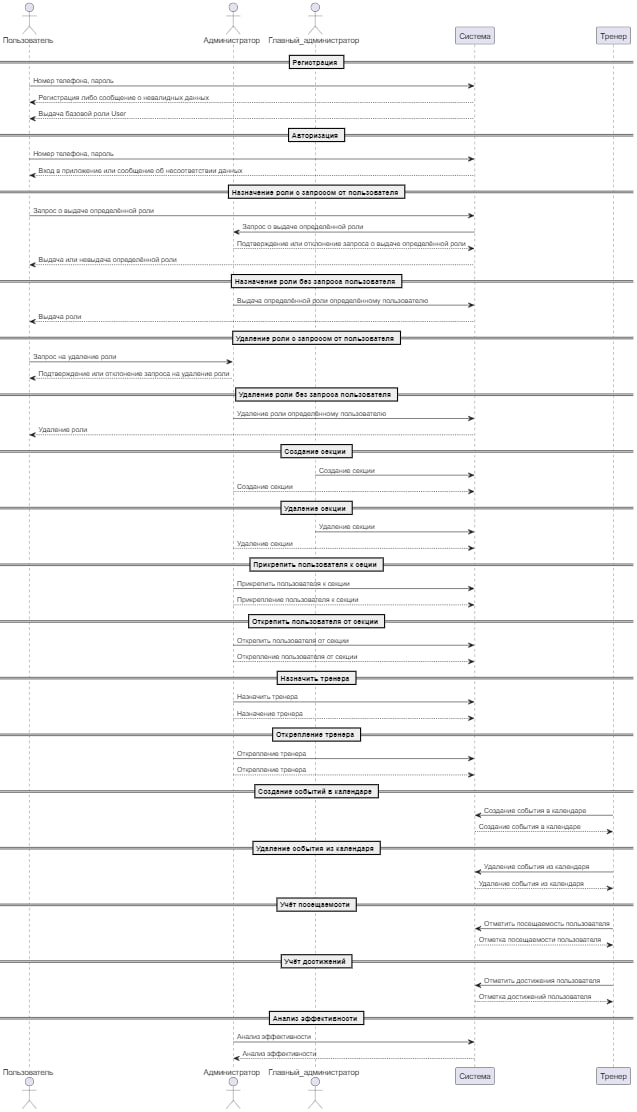 Пользователь Администратор Главный_администратор Система Тренер
Регистрация
Номер телефона, пароль
Регистрация либо сообщение о невалидных данных
Выдача базовой роли User
Авторизация
Номер телефона, пароль
Вход в приложение или сообщение об несоответствии данных
Назначение роли с запросом от пользователя
Запрос о выдаче определённой роли
Запрос о выдаче определённой роли
Подтверждение или отклонение запроса о выдаче определённой роли
Выдача или невыдача определённой роли
Назначение роли без запроса пользователя
Выдача определённой роли определённому пользователю
Выдача роли
Удаление роли с запросом от пользователя
Запрос на удаление роли
Подтверждение или отклонение запроса на удаление роли
Удаление роли без запроса пользователя
Удаление роли определённому пользователю
Удаление роли
Создание секции
Создание секции
Создание секции
Удаление секции
Удаление секции
Удаление секции
Прикрепить пользователя к сеции
Прикрепить пользователя к секции
Прикрепление пользователя к секции
Открепить пользователя от секции
Открепить пользователя от секции
Открепление пользователя от секции
Назначить тренера
Назначить тренера
Назначение тренера
Открепление тренера
Открепление тренера
Открепление тренера
Создание событий в календаре
Создание события в календаре
Создание события в календаре
Удаление события из календаря
Удаление события из календаря
Удаление события из календаря
Учёт посещаемости
Отметить посещаемость пользователя
Отметка посещаемости пользователя
Учёт достижений
Отметить достижения пользователя
Отметка достижений пользователя
Анализ эффективности
Анализ эффективности
Анализ эффективности
Пользователь Администратор Главный_администратор Система Тренер